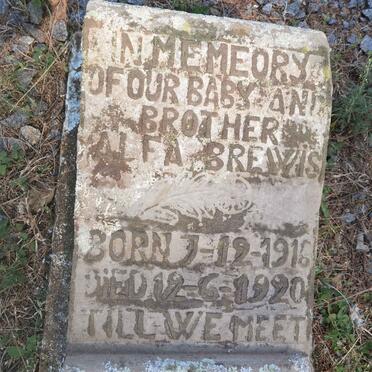 IN MEMEORY
OF OUR BABY AND
BROTHER
ALFA BREWIS
BORN 1-12-1916
DIED 12-6-1920
TILL WE MEET